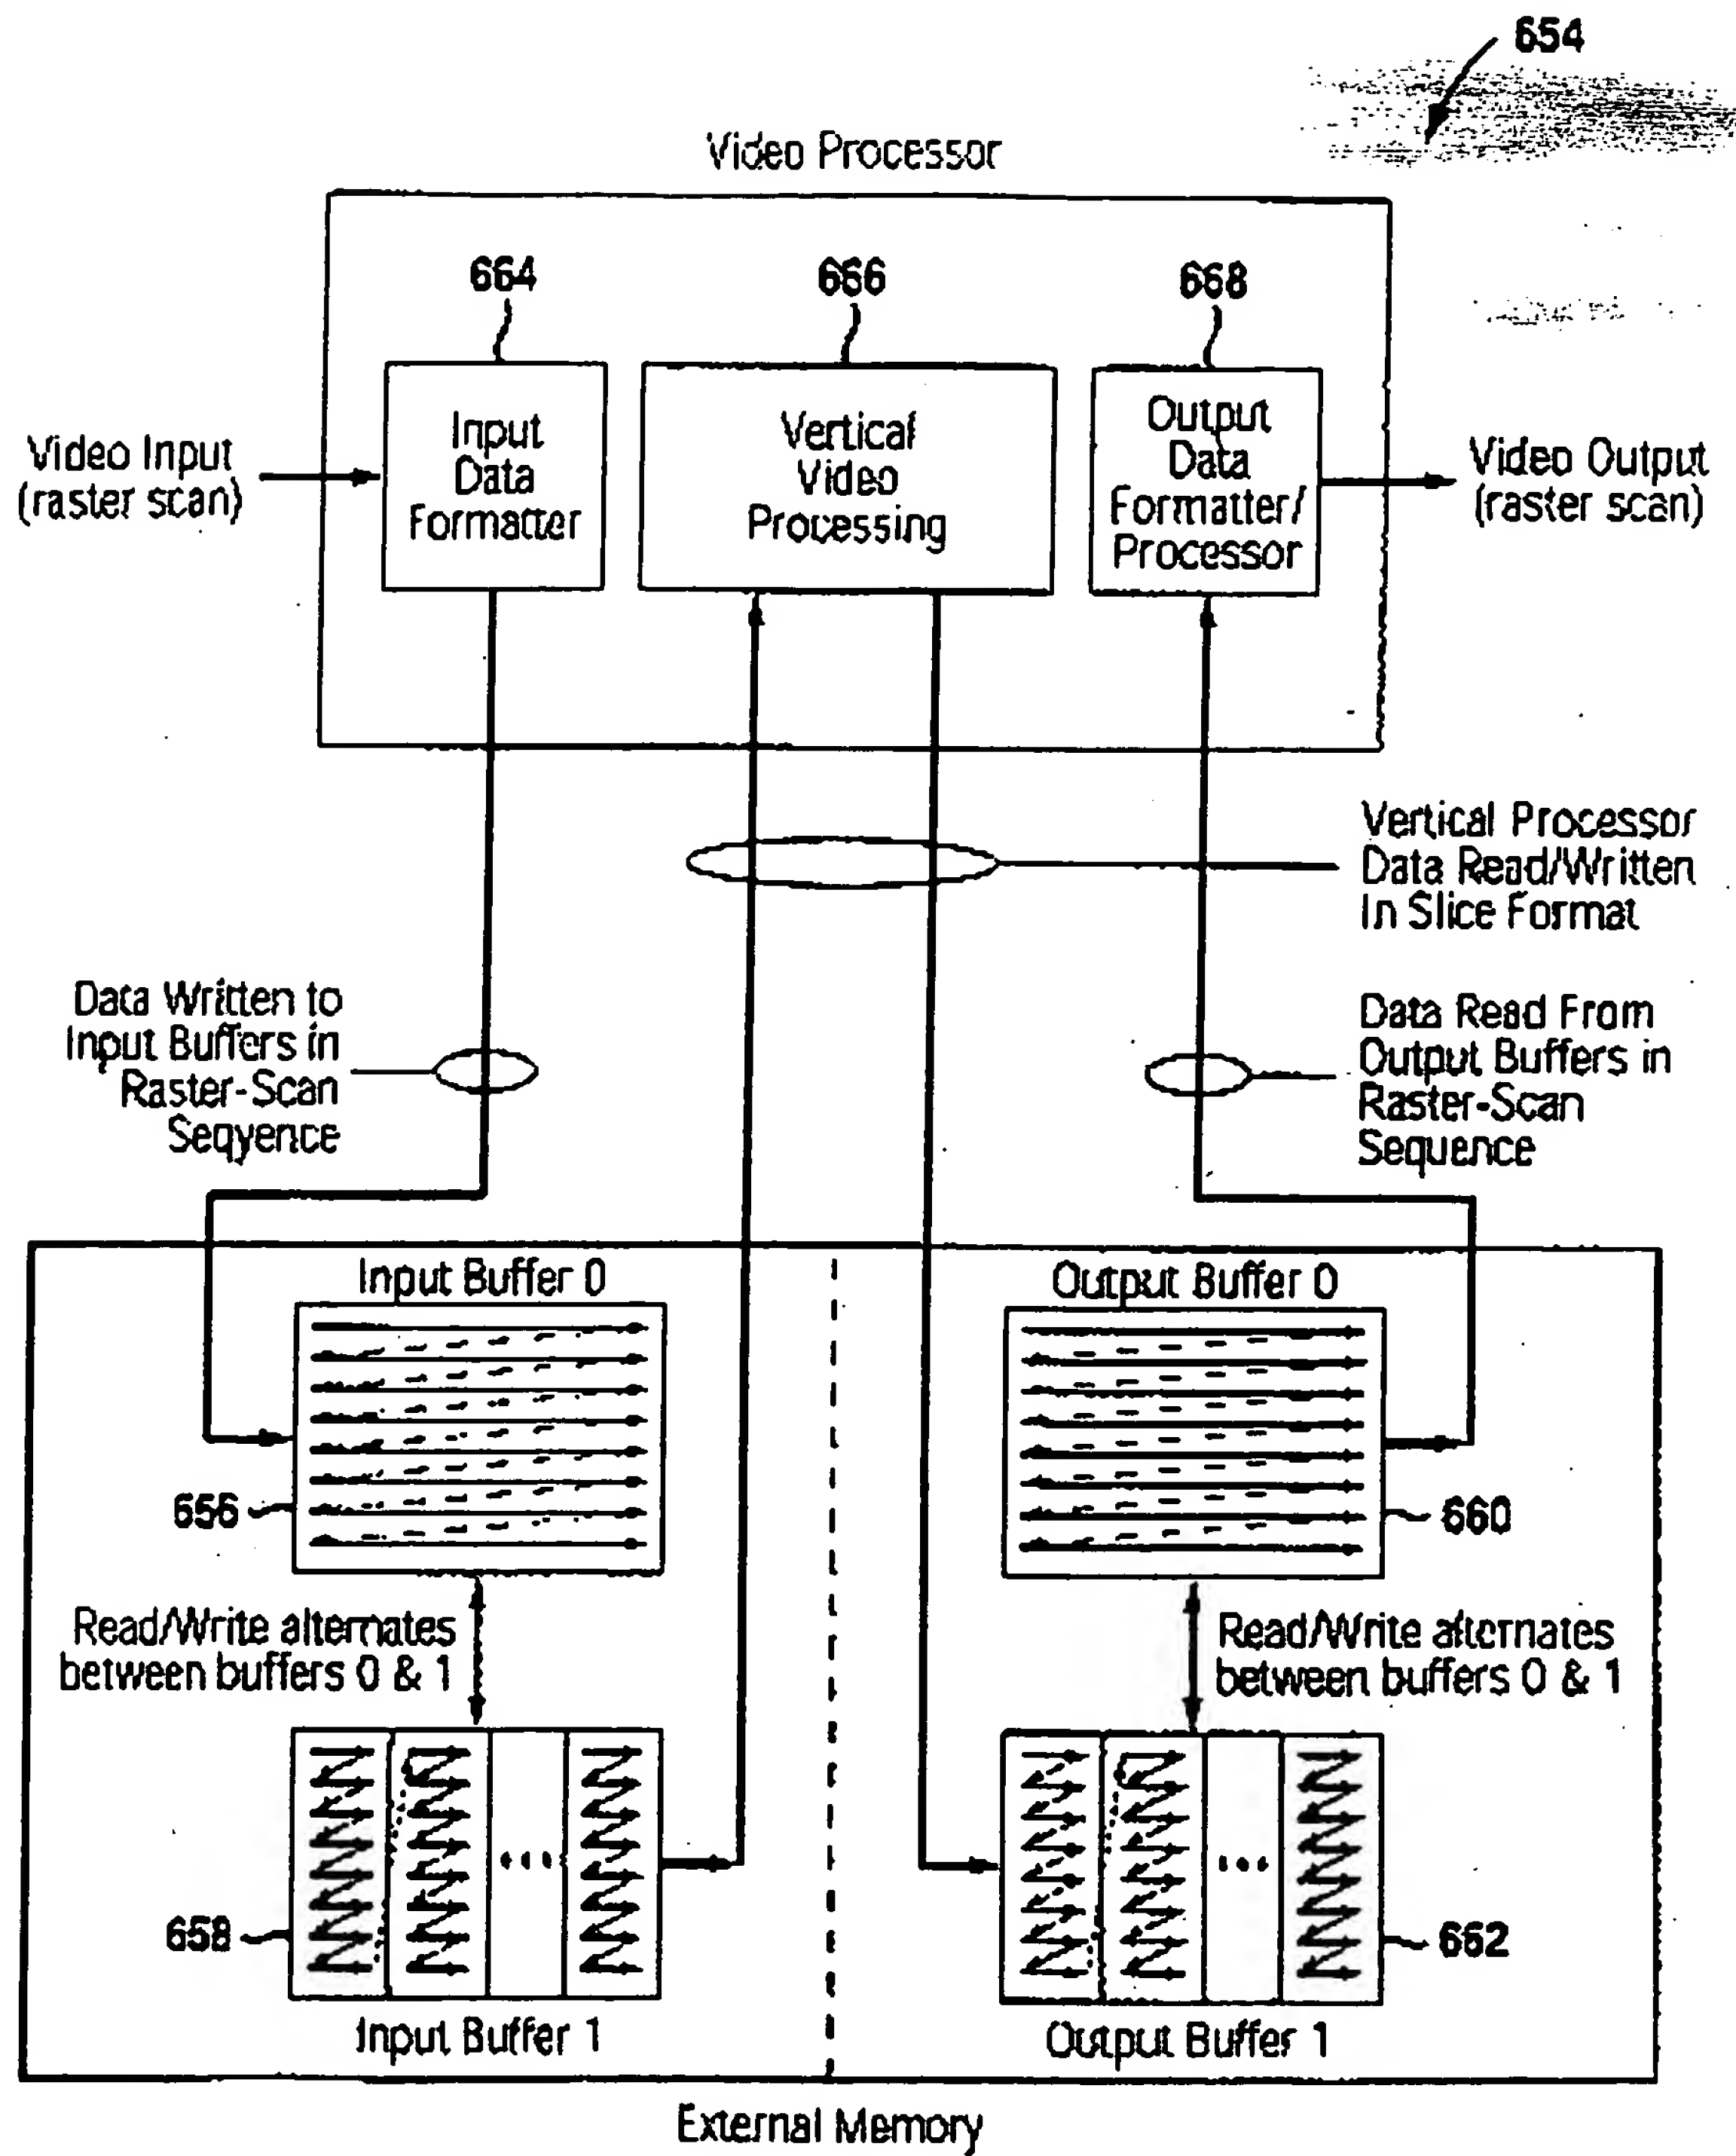 654
Video Processor
664
666
668
Input
Data
Formatter
Vertical
Video
Processing
Output
Data
Formatter/
Processor
Video Input
(raster scan)
Video Output
(raster scan)
Vertical Processor
Data Read/Written
In Slice Format
Data Written to
Input Buffers in
Raster-Scan
Seqyence
Data Read From
Output Buffers in
Raster-Scan
Sequence
Input Buffer 0
Output Buffer 0
656
660
Read/Write alternates
between buffers 0 & 1
Read/Write alternates
between buffers 0 & 1
658
662
Input Buffer 1
Output Buffer 1
External Memory